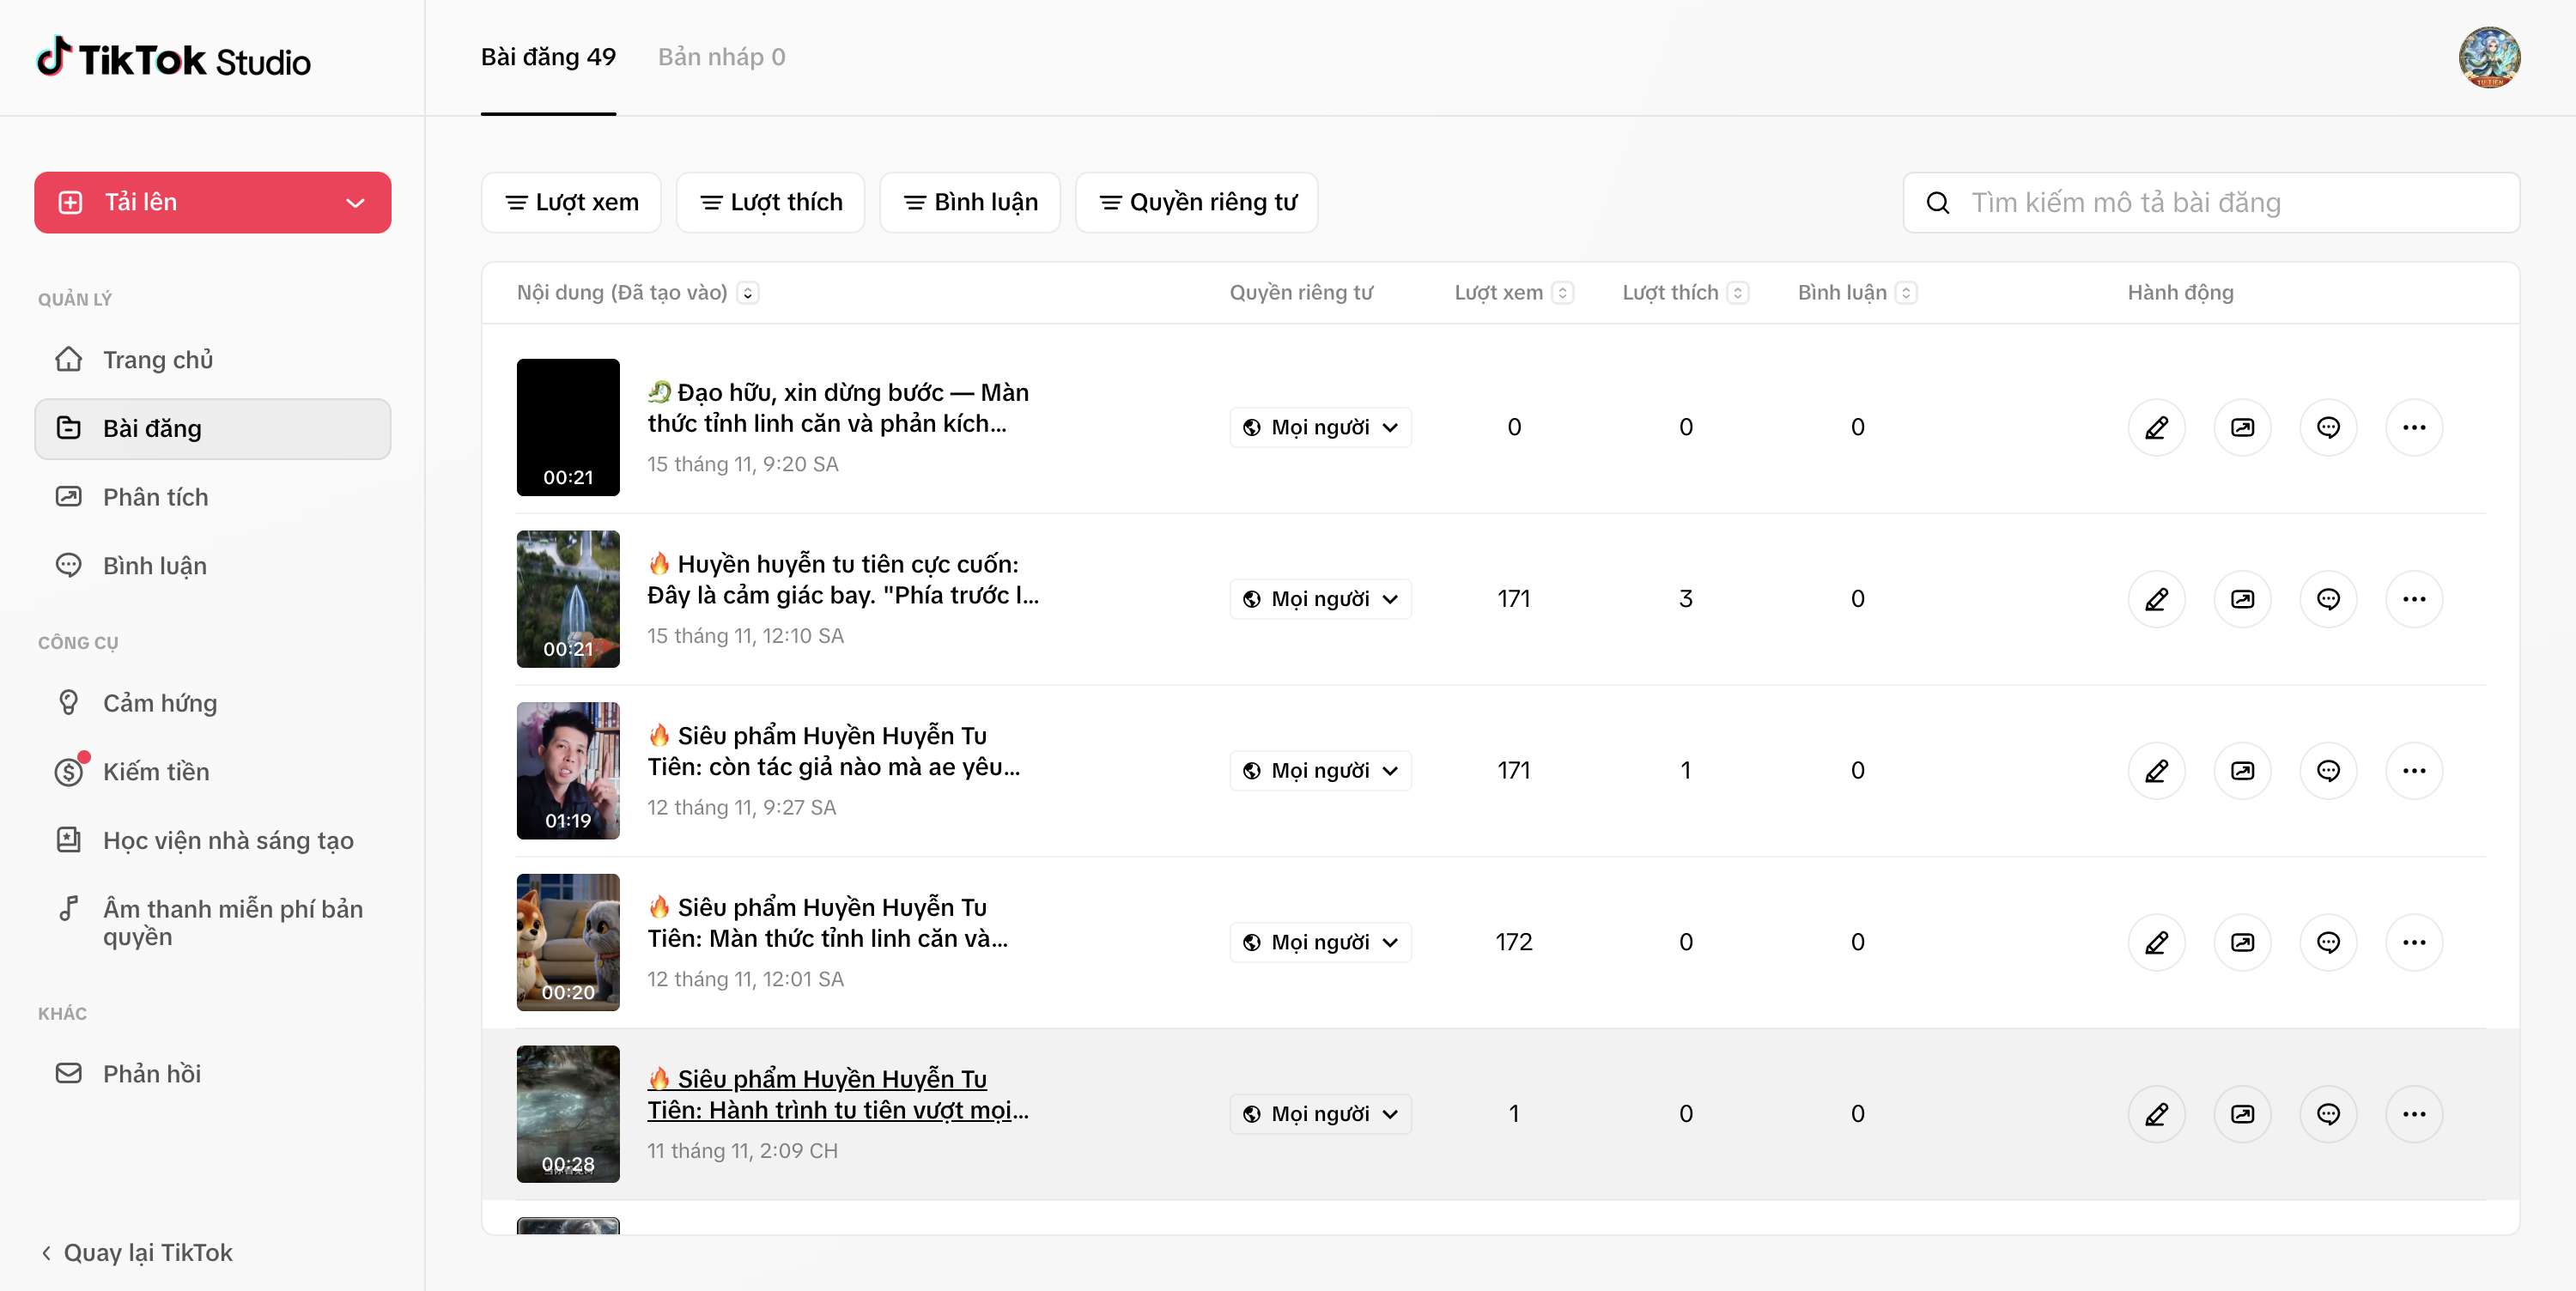 TikTok Studio
Bài đăng 49
Bản nháp 0
TU TIÊN
Tải lên
Lượt xem
Lượt thích
Bình luận
Quyền riêng tư
Tìm kiếm mô tả bài đăng
QUẢN LÝ
Trang chủ
Bài đăng
Phân tích
Bình luận
CÔNG CỤ
Cảm hứng
Kiếm tiền
Học viện nhà sáng tạo
Âm thanh miễn phí bản
quyền
KHÁC
Phản hồi
Quay lại TikTok
Nội dung (Đã tạo vào)
Quyền riêng tư
Lượt xem
Lượt thích
Bình luận
Hành động
00:21
🐉 Đạo hữu, xin dừng bước — Màn
thức tỉnh linh căn và phản kích...
15 tháng 11, 9:20 SA
Mọi người
0
0
0
00:21
🔥 Huyền huyễn tu tiên cực cuốn:
Đây là cảm giác bay. "Phía trước l...
15 tháng 11, 12:10 SA
Mọi người
171
3
0
01:19
🔥 Siêu phẩm Huyền Huyễn Tu
Tiên: còn tác giả nào mà ae yêu...
12 tháng 11, 9:27 SA
Mọi người
171
1
0
00:20
🔥 Siêu phẩm Huyền Huyễn Tu
Tiên: Màn thức tỉnh linh căn và...
12 tháng 11, 12:01 SA
Mọi người
172
0
0
00:28
🔥 Siêu phẩm Huyền Huyễn Tu
Tiên: Hành trình tu tiên vượt mọi...
11 tháng 11, 2:09 CH
Mọi người
1
0
0